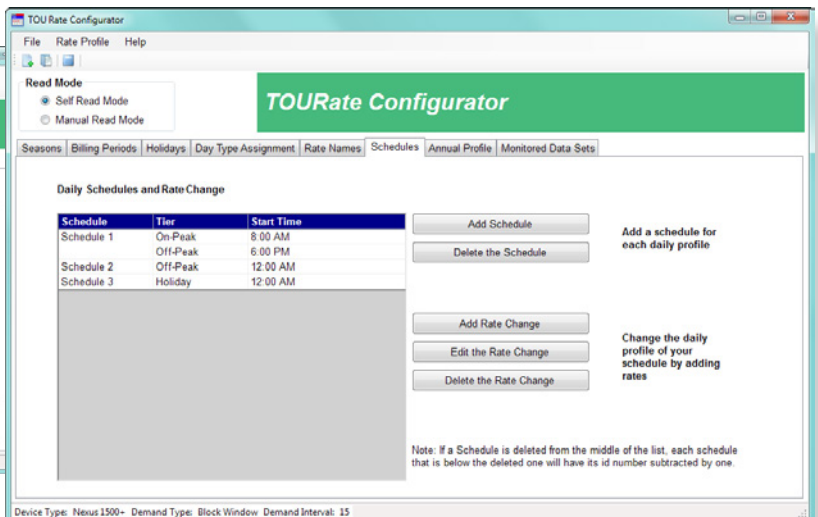 TOU Rate Configurator
File Rate Profile Help
Read Mode
Self Read Mode
Manual Read Mode
TOURate Configurator
Seasons Billing Periods Holidays Day Type Assignment Rate Names Schedules Annual Profile Monitored Data Sets
Daily Schedules and Rate Change
Schedule Tier Start Time
Schedule 1 On-Peak 8:00 AM
Off-Peak 6:00 PM
Schedule 2 Off-Peak 12:00 AM
Schedule 3 Holiday 12:00 AM
Add Schedule
Delete the Schedule
Add a schedule for
each daily profile
Add Rate Change
Edit the Rate Change
Delete the Rate Change
Change the daily
profile of your
schedule by adding
rates
Note: If a Schedule is deleted from the middle of the list, each schedule
that is below the deleted one will have its id number subtracted by one.
Device Type: Nexus 1500+ Demand Type: Block Window Demand Interval: 15